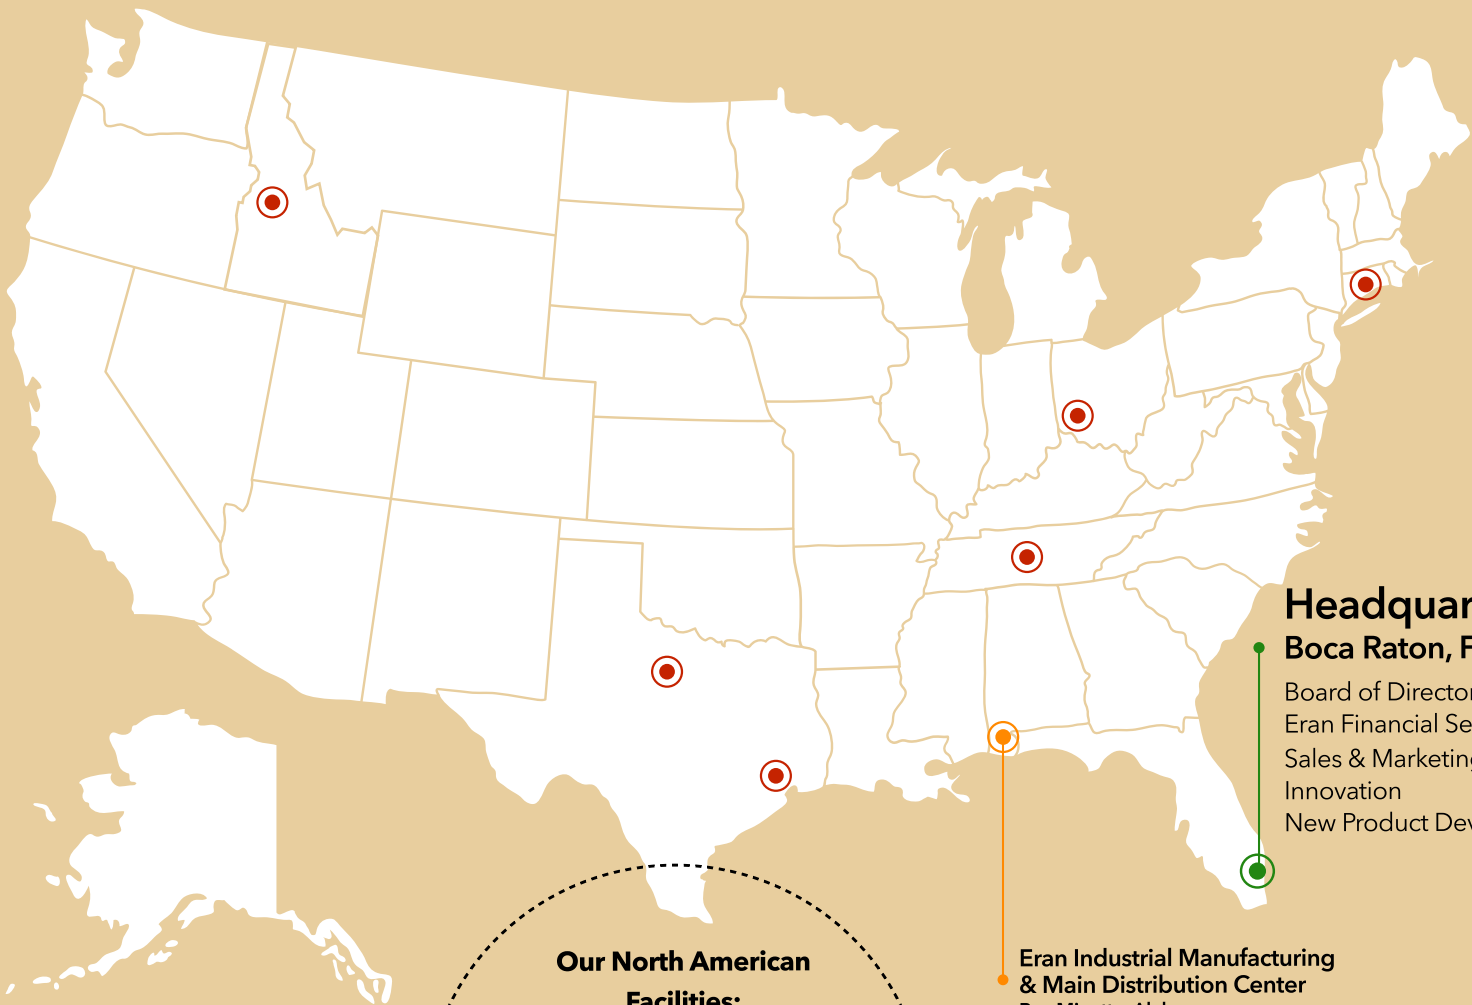 Headquar
Boca Raton, F
Board of Director
Eran Financial Se
Sales & Marketing
Innovation
New Product Dev
Eran Industrial Manufacturing
& Main Distribution Center
Our North American
Facilities: